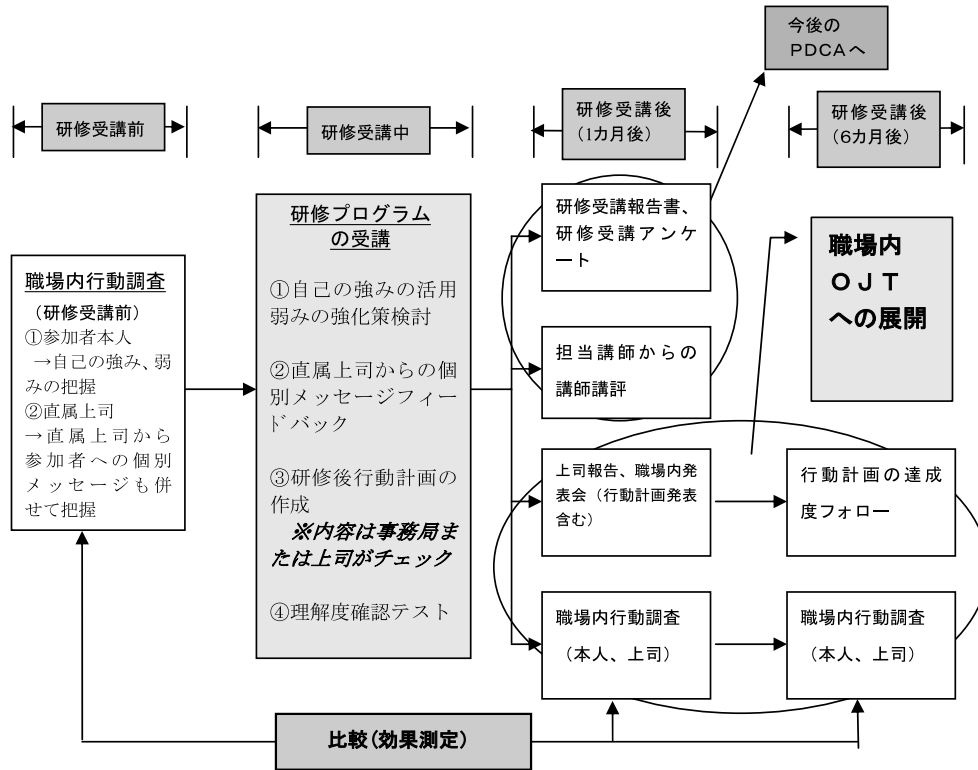 今後の
PDCAへ
研修受講前
研修受講中
研修受講後
(1カ月後)
研修受講後
(6カ月後)
職場内行動調査
(研修受講前)
①参加者本人
→自己の強み、弱
みの把握
②直属上司
→直属上司から
参加者への個別
メッセージも併
せて把握
研修プログラム
の受講
①自己の強みの活用
弱みの強化策検討
②直属上司からの個
別メッセージフィー
ドバック
③研修後行動計画の
作成
※内容は事務局ま
たは上司がチェック
④理解度確認テスト
研修受講報告書、
研修受講アンケ
ート
担当講師からの
講師講評
上司報告、職場内発
表会（行動計画発表
含む）
職場内行動調査
（本人、上司）
職場内
ＯＪＴ
への展開
行動計画の達成
度フォロー
職場内行動調査
（本人、上司）
比較(効果測定)